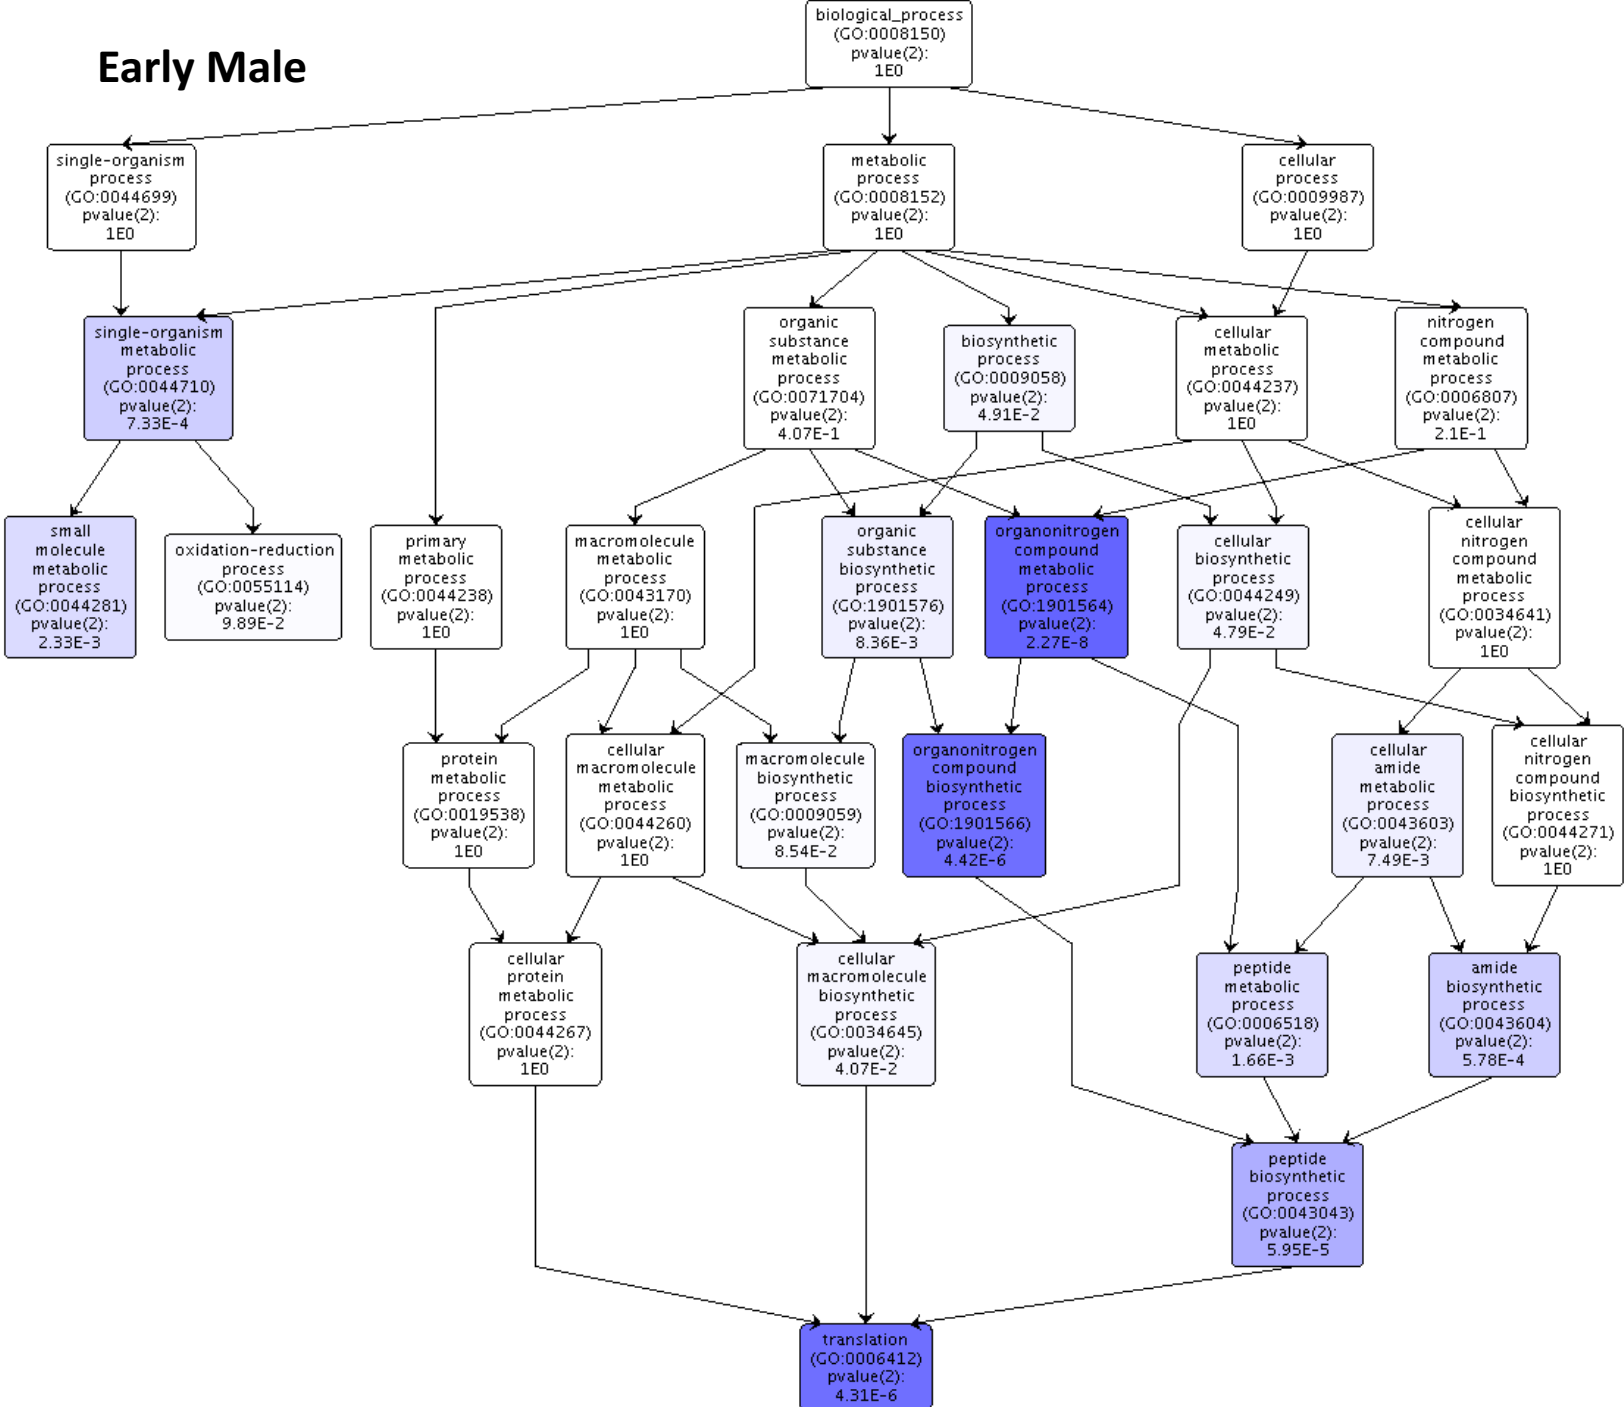 biological_process
(GO:0008150)
pvalue(2):
1E0
Early Male
single-organism
process
(GO:0044699)
pvalue(2):
1E0
metabolic
process
(GO:0008152)
pvalue(2):
1E0
cellular
process
(GO:0009987)
pvalue(2):
1E0
single-organism
metabolic
process
(GO:0044710)
pvalue(2):
7.33E-4
organic
substance
metabolic
process
(GO:0071704)
pvalue(2):
4.07E-1
biosynthetic
process
(GO:0009058)
pvalue(2):
4.91E-2
cellular
metabolic
process
(GO:0044237)
pvalue(2):
1E0
nitrogen
compound
metabolic
process
(GO:0006807)
pvalue(2):
2.1E-1
small
molecule
metabolic
process
(GO:0044281)
pvalue(2):
2.33E-3
oxidation-reduction
process
(GO:0055114)
pvalue(2):
9.89E-2
primary
metabolic
process
(GO:0044238)
pvalue(2):
1E0
macromolecule
metabolic
process
(GO:0043170)
pvalue(2):
1E0
organic
substance
biosynthetic
process
(GO:1901576)
pvalue(2):
8.36E-3
organonitrogen
compound
metabolic
process
(GO:1901564)
pvalue(2):
2.27E-8
cellular
biosynthetic
process
(GO:0044249)
pvalue(2):
4.79E-2
cellular
nitrogen
compound
metabolic
process
(GO:0034641)
pvalue(2):
1E0
protein
metabolic
process
(GO:0019538)
pvalue(2):
1E0
cellular
macromolecule
metabolic
process
(GO:0044260)
pvalue(2):
1E0
macromolecule
biosynthetic
process
(GO:0009059)
pvalue(2):
8.54E-2
organonitrogen
compound
biosynthetic
process
(GO:1901566)
pvalue(2):
4.42E-6
cellular
amide
metabolic
process
(GO:0043603)
pvalue(2):
7.49E-3
cellular
nitrogen
compound
biosynthetic
process
(GO:0044271)
pvalue(2):
1E0
cellular
protein
metabolic
process
(GO:0044267)
pvalue(2):
1E0
cellular
macromolecule
biosynthetic
process
(GO:0034645)
pvalue(2):
4.07E-2
peptide
metabolic
process
(GO:0006518)
pvalue(2):
1.66E-3
amide
biosynthetic
process
(GO:0043604)
pvalue(2):
5.78E-4
peptide
biosynthetic
process
(GO:0043043)
pvalue(2):
5.95E-5
translation
(GO:0006412)
pvalue(2):
4.31E-6